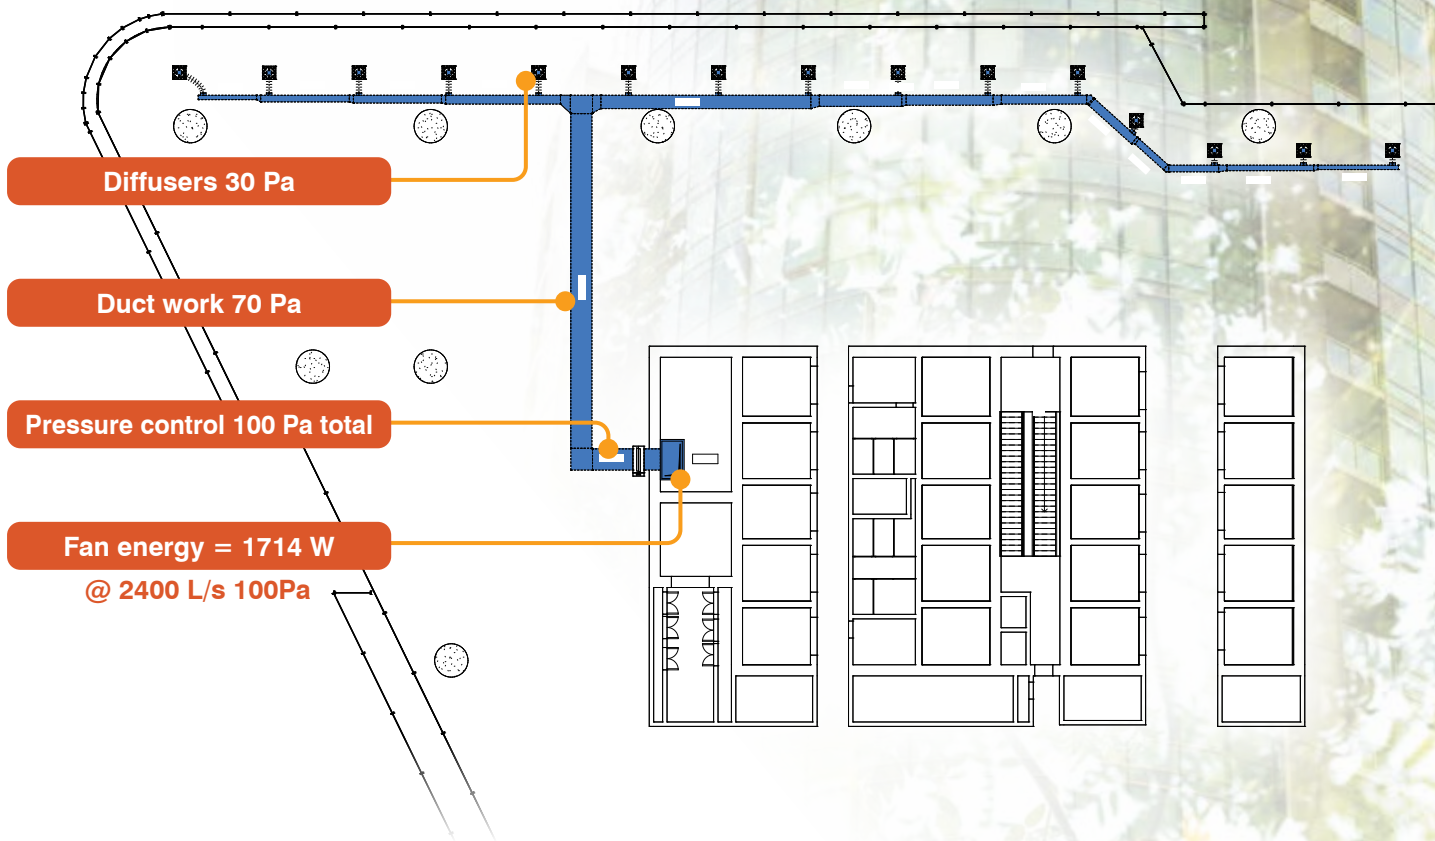 Diffusers 30 Pa
Duct work 70 Pa
Pressure control 100 Pa total
Fan energy = 1714 W
@ 2400 L/s 100Pa